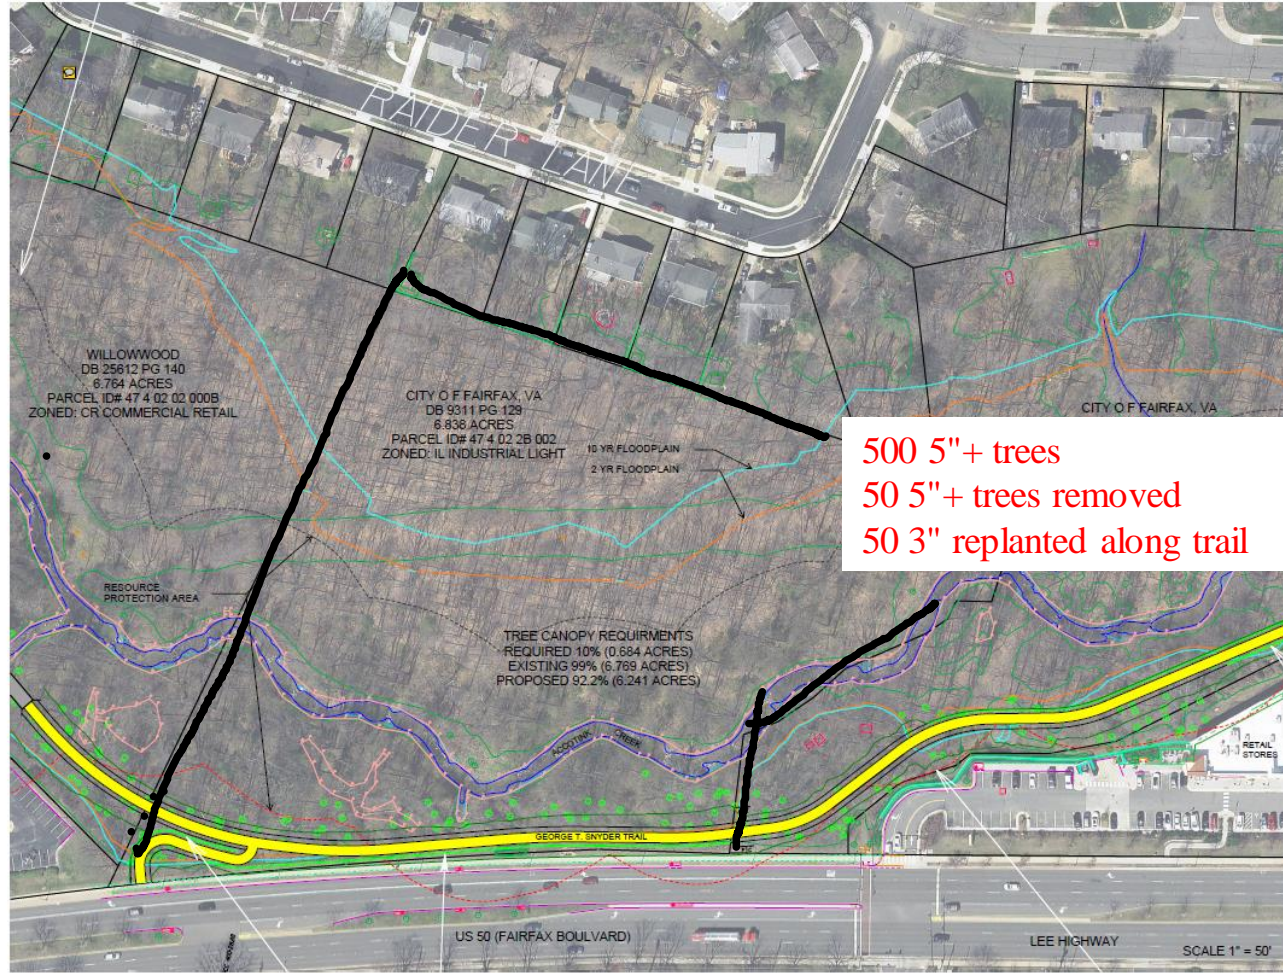 RAIDER LANE
WILLOWWOOD
DB 25612 PG 140
6.764 ACRES
PARCEL ID# 47 4 02 02 000B
ZONED: CR COMMERCIAL RETAIL
CITY O F FAIRFAX, VA
DB 9311 PG 129
6.838 ACRES
PARCEL ID# 47 4 02 2B 002
ZONED: IL INDUSTRIAL LIGHT
10 YR FLOODPLAIN
2 YR FLOODPLAIN
CITY O F FAIRFAX, VA
500 5"+ trees
50 5"+ trees removed
50 3" replanted along trail
RESOURCE
PROTECTION AREA
TREE CANOPY REQUIRMENTS
REQUIRED 10% (0.684 ACRES)
EXISTING 99% (6.769 ACRES)
PROPOSED 92.2% (6.241 ACRES)
ACCOTINK CREEK
RETAIL
STORES
GEORGE T. SNYDER TRAIL
US 50 (FAIRFAX BOULVARD)
LEE HIGHWAY
SCALE 1" = 50'